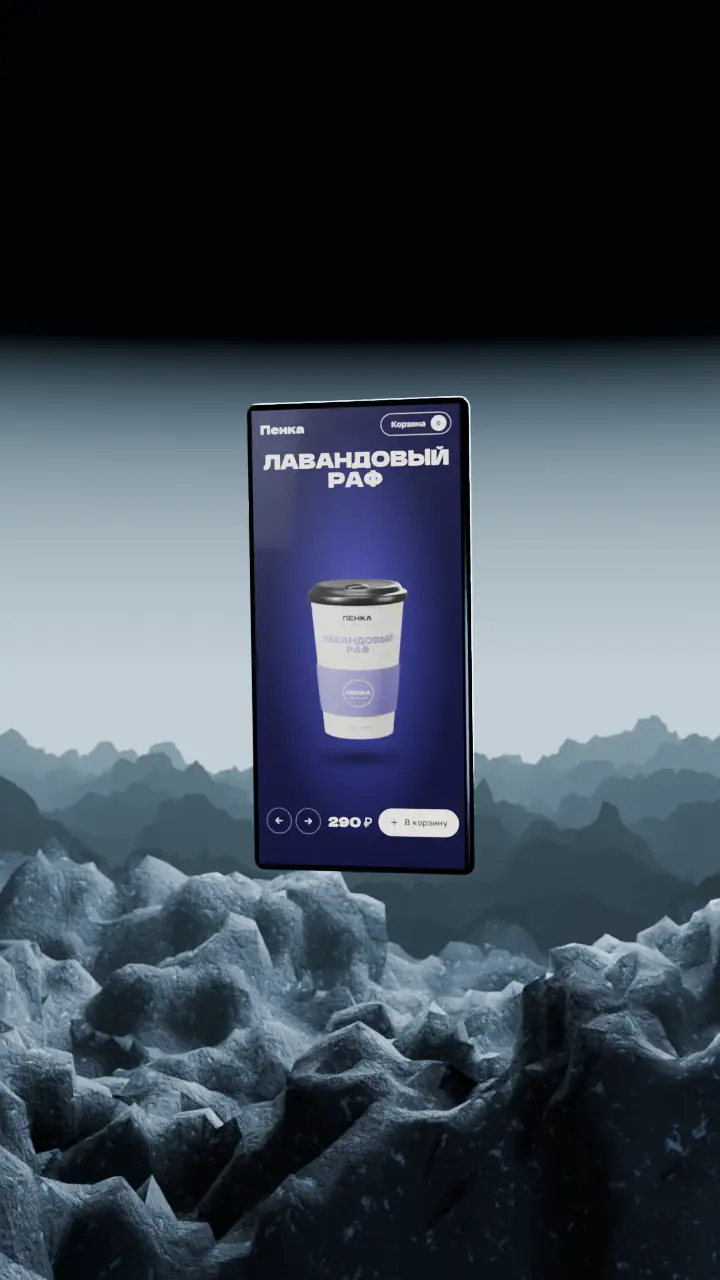 Пенка
Корзина 0
ЛАВАНДОВЫЙ
РАФ
ПЕНКА
ЛАВАНДОВЫЙ
РАФ
ПЕНКА
← → 290 ₽ + В корзину